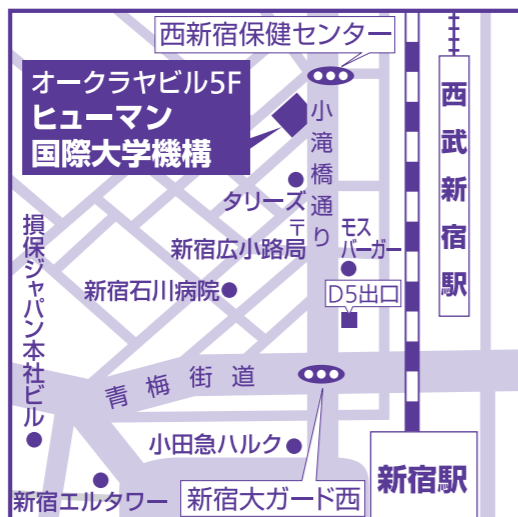 西新宿保健センター
オークラヤビル5F
ヒューマン
国際大学機構
小滝橋通り
西武新宿駅
タリーズ
〒
新宿広小路局
モス
バーガー
損保ジャパン本社ビル
新宿石川病院
D5出口
青梅街道
小田急ハルク
新宿エルタワー
新宿大ガード西
新宿駅